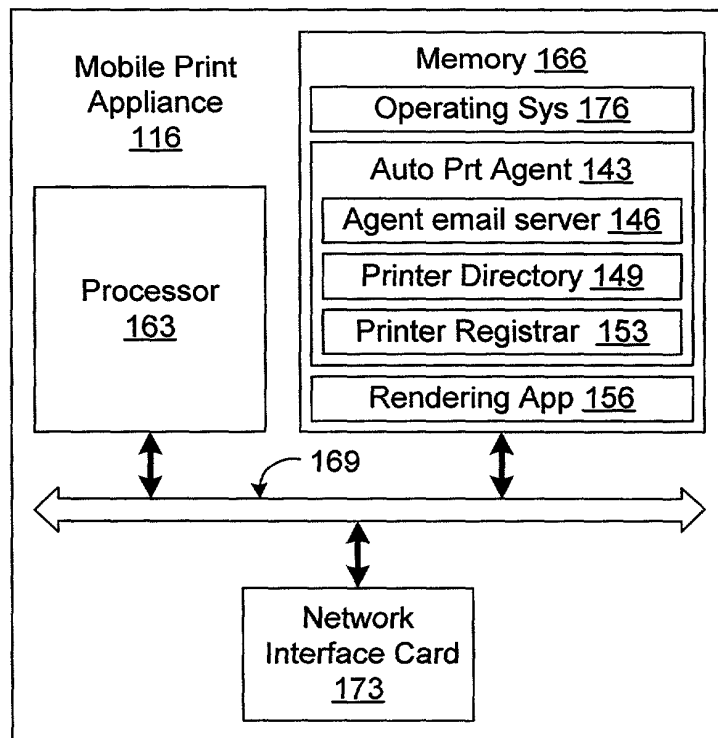 Mobile Print
Appliance
116
Memory 166
Operating Sys 176
Auto Prt Agent 143
Agent email server 146
Printer Directory 149
Printer Registrar 153
Rendering App 156
Processor
163
169
Network
Interface Card
173